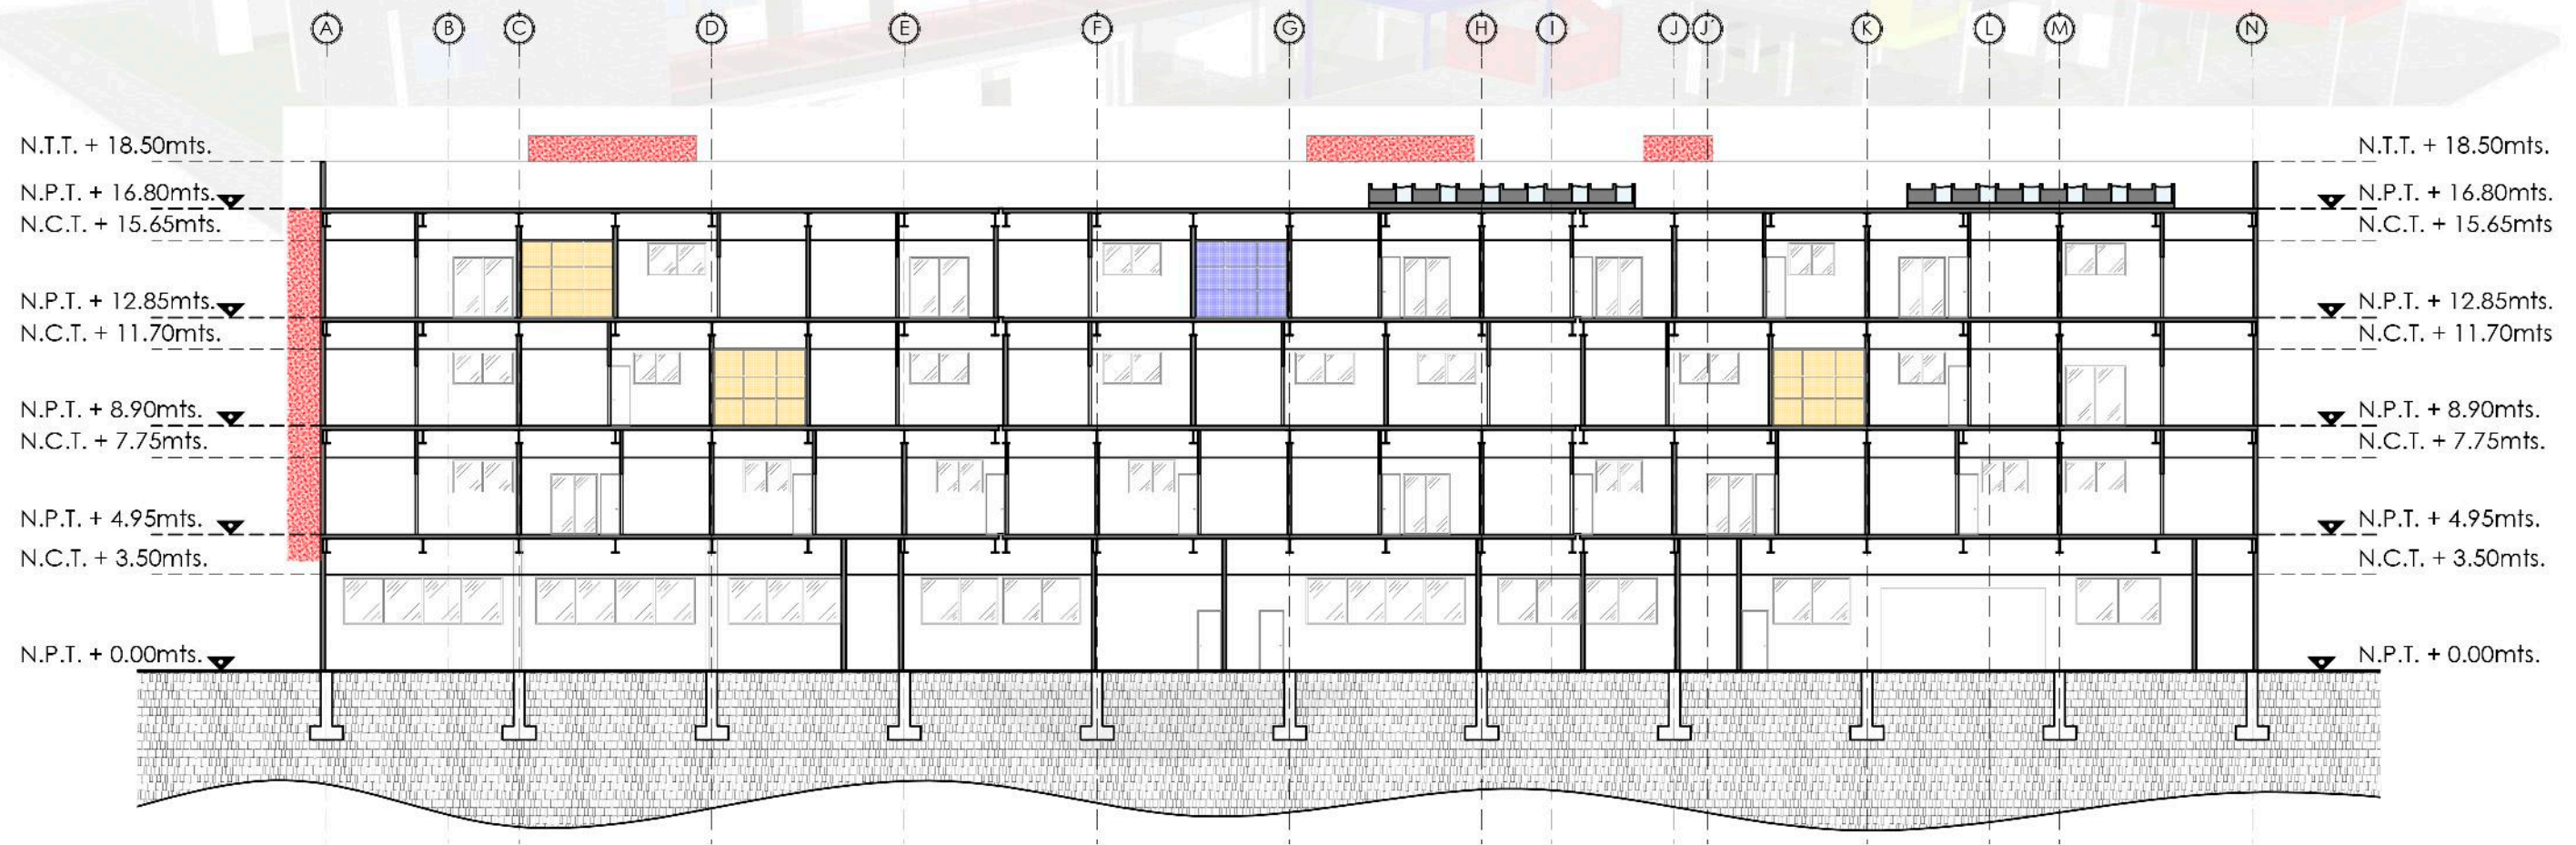 A B C D E F G H I J J' K L M N
N.T.T. + 18.50mts. N.T.T. + 18.50mts.
N.P.T. + 16.80mts. N.P.T. + 16.80mts.
N.C.T. + 15.65mts. N.C.T. + 15.65mts
N.P.T. + 12.85mts. N.P.T. + 12.85mts.
N.C.T. + 11.70mts. N.C.T. + 11.70mts
N.P.T. + 8.90mts. N.P.T. + 8.90mts.
N.C.T. + 7.75mts. N.C.T. + 7.75mts.
N.P.T. + 4.95mts. N.P.T. + 4.95mts.
N.C.T. + 3.50mts. N.C.T. + 3.50mts.
N.P.T. + 0.00mts. N.P.T. + 0.00mts.